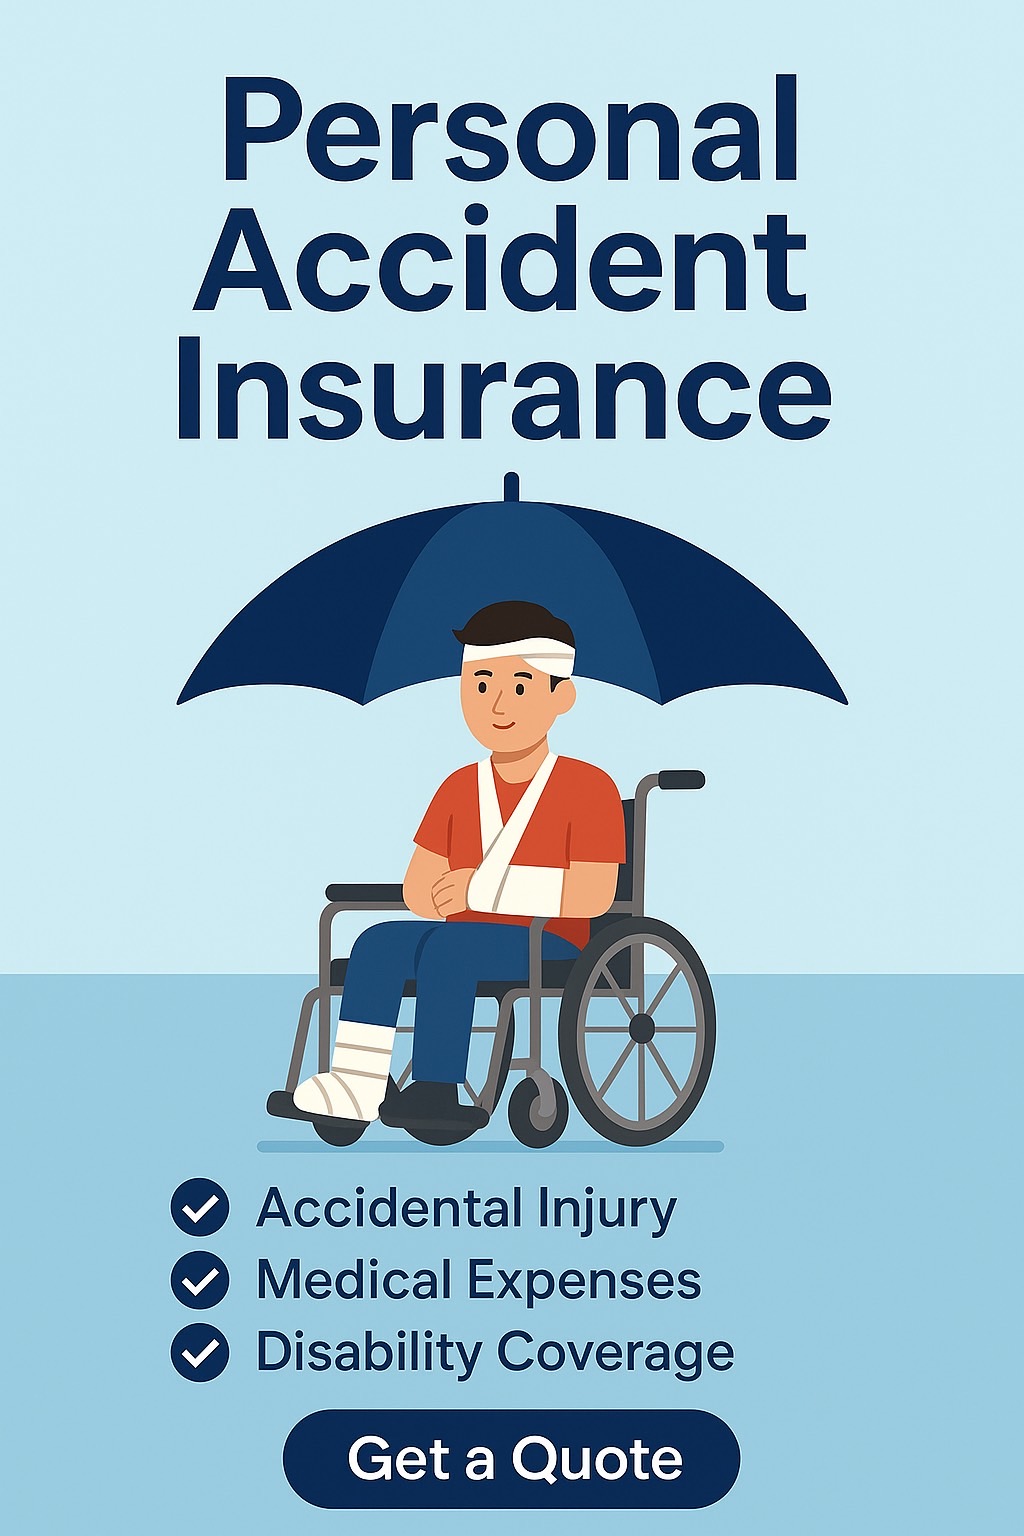 Personal
Accident
Insurance
Accidental Injury
Medical Expenses
Disability Coverage
Get a Quote